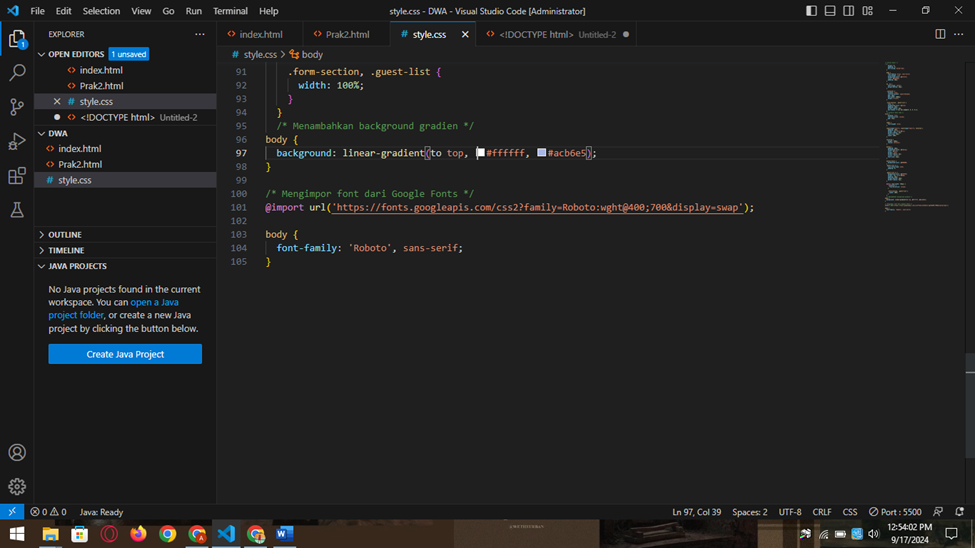 File Edit Selection View Go Run Terminal Help
style.css - DWA - Visual Studio Code [Administrator]
EXPLORER
index.html
Prak2.html
style.css
<!DOCTYPE html> Untitled-2
OPEN EDITORS 1 unsaved
index.html
Prak2.html
style.css
<!DOCTYPE html> Untitled-2
DWA
index.html
Prak2.html
style.css
OUTLINE
TIMELINE
JAVA PROJECTS
No Java projects found in the current
workspace. You can open a Java
project folder, or create a new Java
project by clicking the button below.
Create Java Project
style.css > body
91 .form-section, .guest-list {
92 width: 100%;
93 }
94 }
95 /* Menambahkan background gradien */
96 body {
97 background: linear-gradient(to top, #ffffff, #acb6e5);
98 }
99
100 /* Mengimpor font dari Google Fonts */
101 @import url('https://fonts.googleapis.com/css2?family=Roboto:wght@400;700&display=swap');
102
103 body {
104 font-family: 'Roboto', sans-serif;
105 }
0 0 Java: Ready
Ln 97, Col 39 Spaces: 2 UTF-8 CRLF CSS Port : 5500
12:54:02 PM
9/17/2024